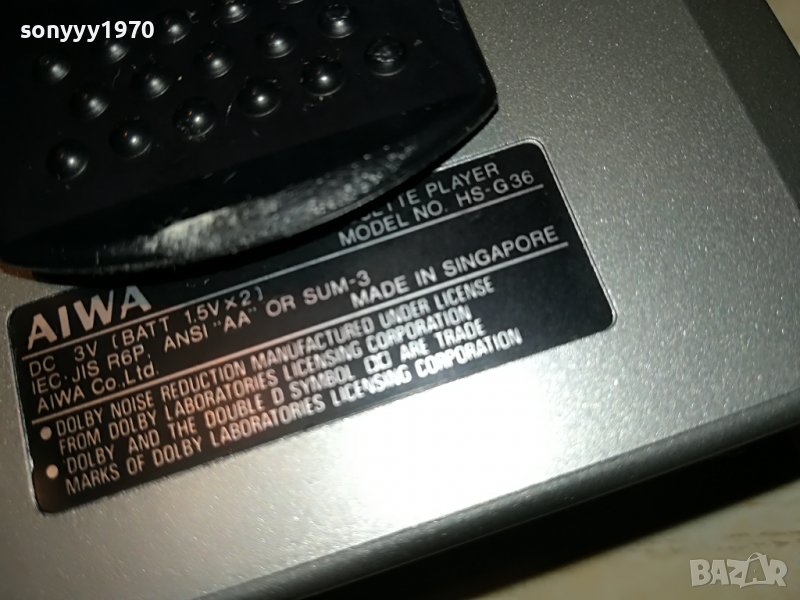 sonyyy1970
PLAYER
MODEL NO. HS-G36
AIWA
DC 3V [BATT 1.5V×2]
IEC·JIS R6P, ANSI "AA" OR SUM-3
AIWA Co.,Ltd. MADE IN SINGAPORE
• DOLBY NOISE REDUCTION MANUFACTURED UNDER LICENSE
FROM DOLBY LABORATORIES LICENSING CORPORATION
• DOLBY AND THE DOUBLE D SYMBOL ARE TRADE
MARKS OF DOLBY LABORATORIES LICENSING CORPORATION
BAZAR